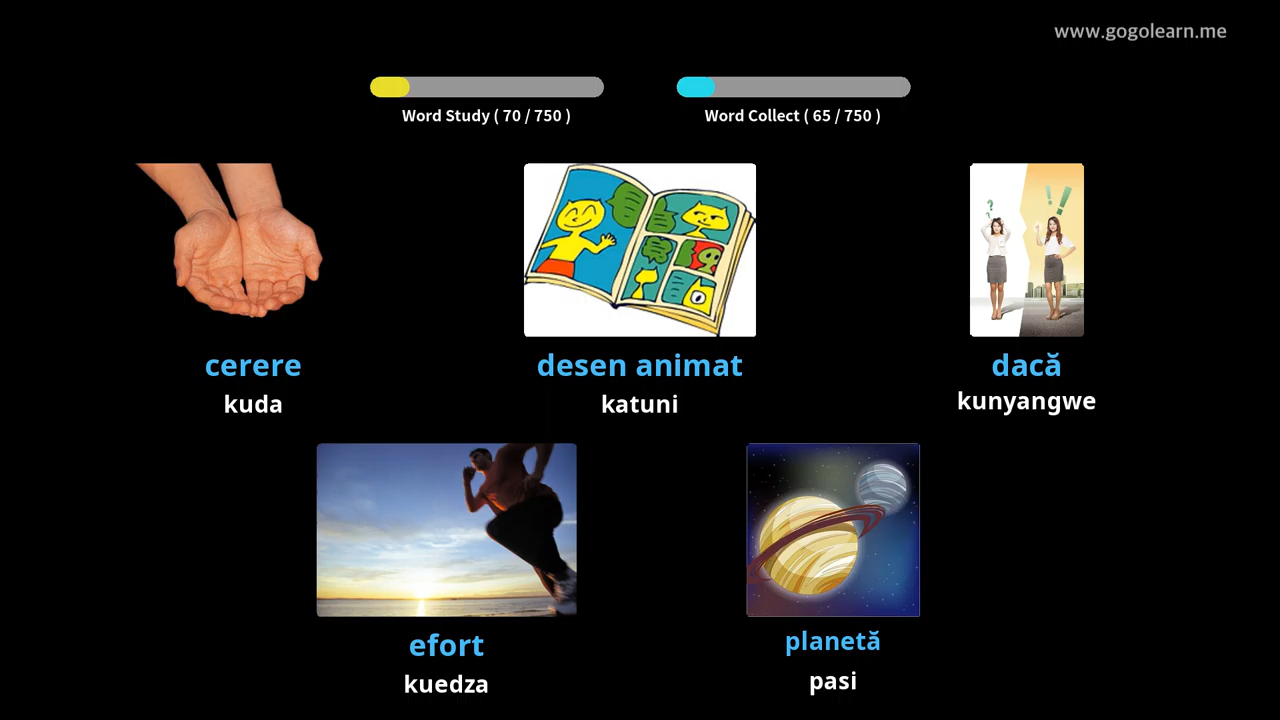 www.gogolearn.me
Word Study ( 70 / 750 )
Word Collect ( 65 / 750 )
cerere
kuda
desen animat
katuni
dacă
kunyangwe
efort
kuedza
planetă
pasi